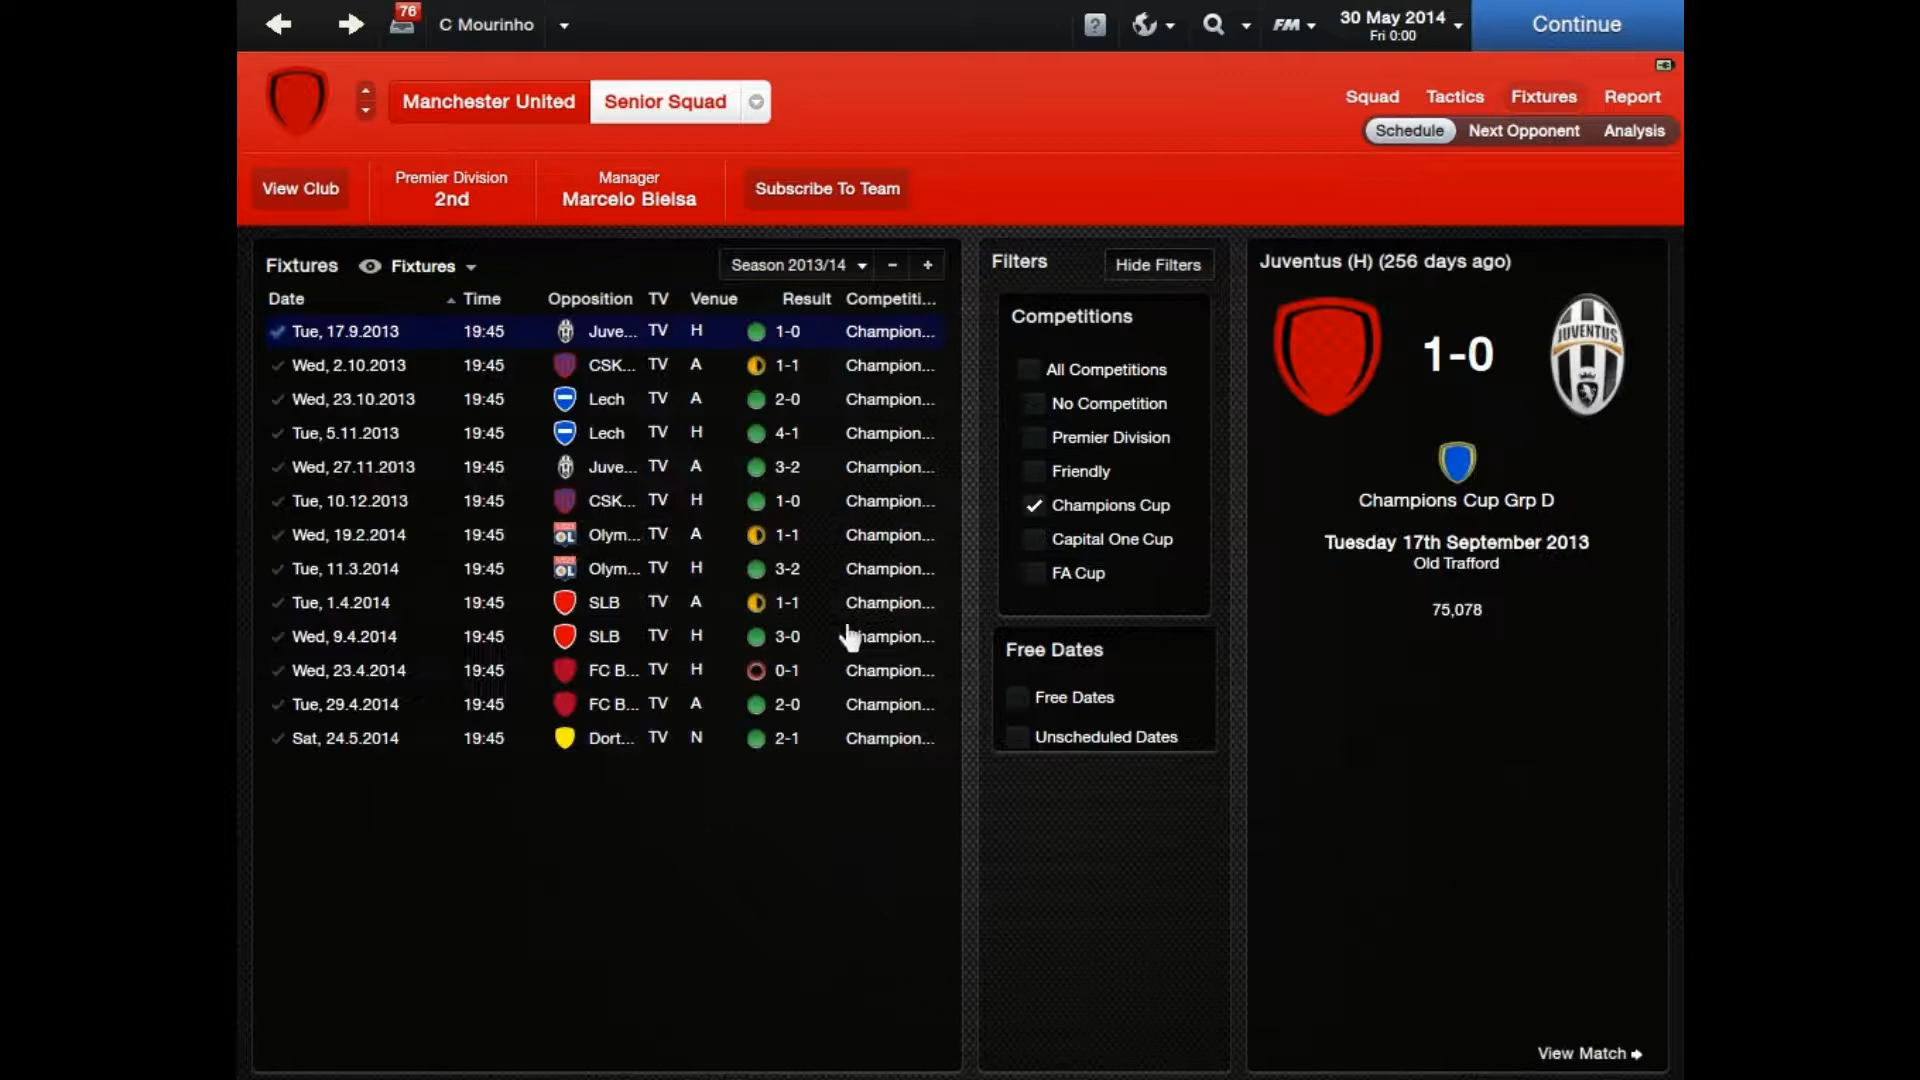 76
C Mourinho
?
FM
30 May 2014
Fri 0:00
Continue
Manchester United
Senior Squad
Squad
Tactics
Fixtures
Report
Schedule
Next Opponent
Analysis
View Club
Premier Division
2nd
Manager
Marcelo Bielsa
Subscribe To Team
Fixtures
Fixtures
Season 2013/14
-
+
Date Time Opposition TV Venue Result Competiti...
Tue, 17.9.2013 19:45 Juve... TV H 1-0 Champion...
Wed, 2.10.2013 19:45 CSK... TV A 1-1 Champion...
Wed, 23.10.2013 19:45 Lech TV A 2-0 Champion...
Tue, 5.11.2013 19:45 Lech TV H 4-1 Champion...
Wed, 27.11.2013 19:45 Juve... TV A 3-2 Champion...
Tue, 10.12.2013 19:45 CSK... TV H 1-0 Champion...
Wed, 19.2.2014 19:45 OL Olym... TV A 1-1 Champion...
Tue, 11.3.2014 19:45 OL Olym... TV H 3-2 Champion...
Tue, 1.4.2014 19:45 SLB TV A 1-1 Champion...
Wed, 9.4.2014 19:45 SLB TV H 3-0 hampion...
Wed, 23.4.2014 19:45 FC B... TV H 0-1 Champion...
Tue, 29.4.2014 19:45 FC B... TV A 2-0 Champion...
Sat, 24.5.2014 19:45 Dort... TV N 2-1 Champion...
Filters
Hide Filters
Competitions
All Competitions
No Competition
Premier Division
Friendly
Champions Cup
Capital One Cup
FA Cup
Free Dates
Free Dates
Unscheduled Dates
Juventus (H) (256 days ago)
1-0
JUVENTUS
Champions Cup Grp D
Tuesday 17th September 2013
Old Trafford
75,078
View Match